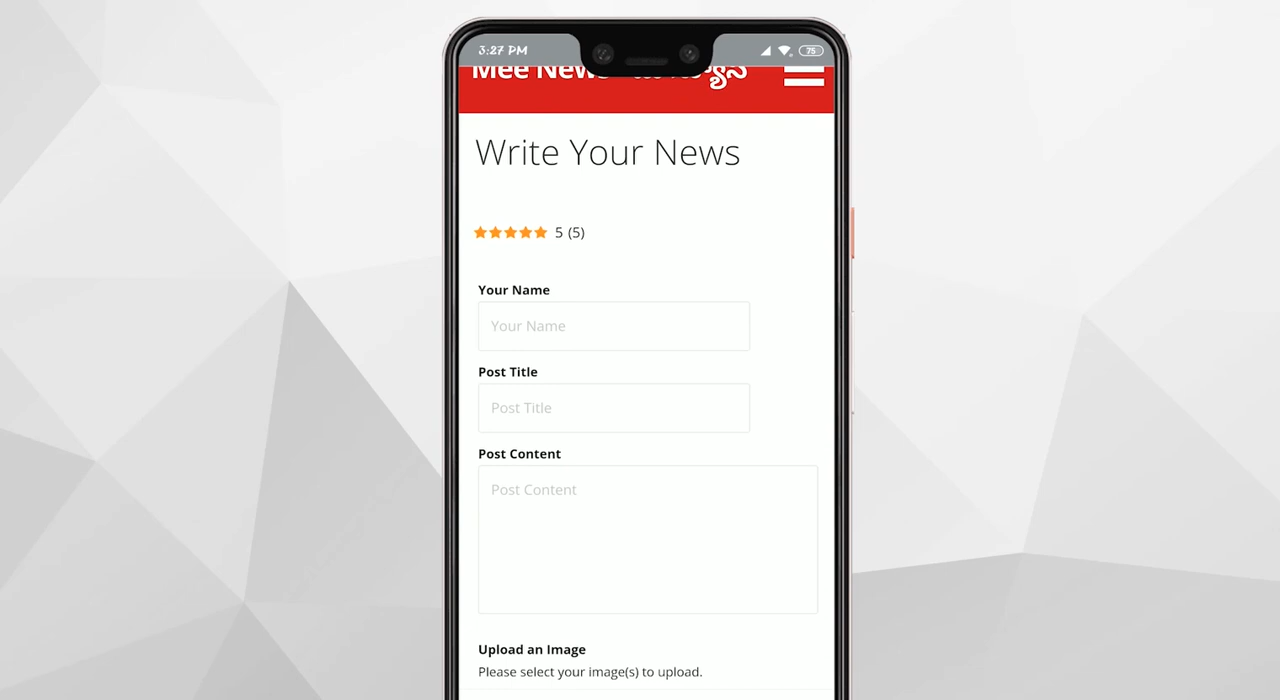 3:27 PM
75
Mee News
Write Your News
5 (5)
Your Name
Your Name
Post Title
Post Title
Post Content
Post Content
Upload an Image
Please select your image(s) to upload.